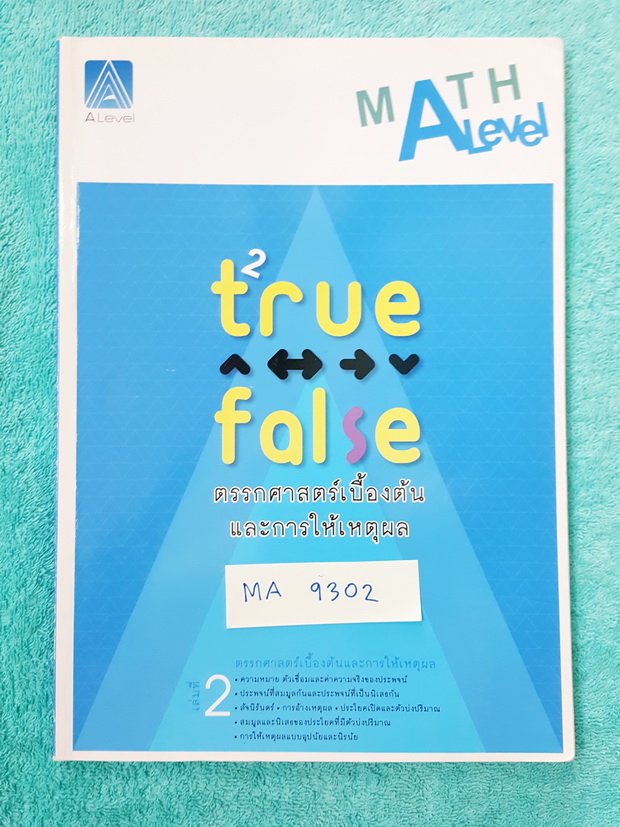 A Level
MATH
A Level
t²rue
∧ ↔ → ∨
false
ตรรกศาสตร์เบื้องต้น
และการให้เหตุผล
MA 9302
เล่มที่ 2
ตรรกศาสตร์เบื้องต้นและการให้เหตุผล
• ความหมาย ตัวเชื่อมและค่าความจริงของประพจน์
• ประพจน์ที่สมมูลกันและประพจน์ที่เป็นนิเสธกัน
• สัจนิรันดร์ • การอ้างเหตุผล • ประโยคเปิดและตัวบ่งปริมาณ
• สมมูลและนิเสธของประโยคที่มีตัวบ่งปริมาณ
• การให้เหตุผลแบบอุปนัยและนิรนัย